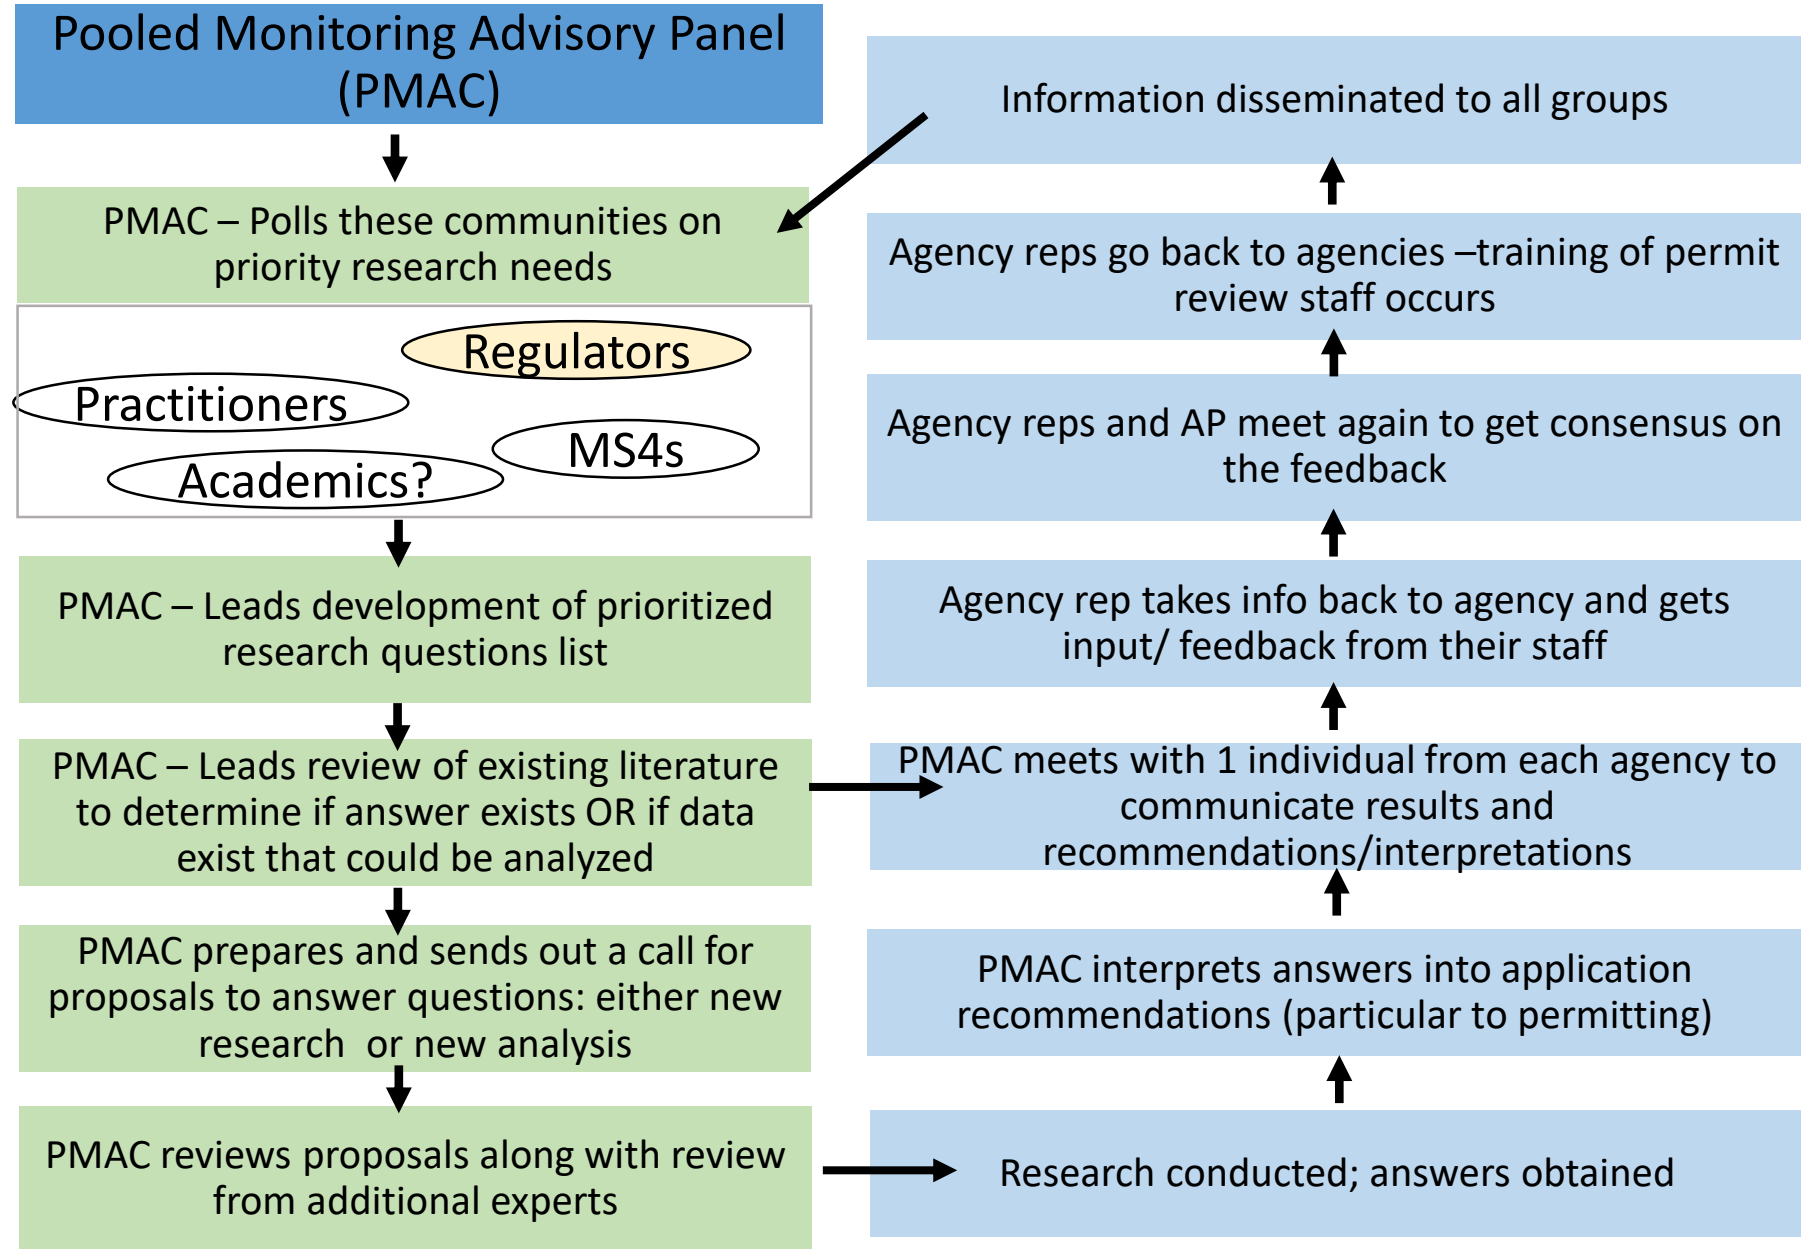 Pooled Monitoring Advisory Panel
(PMAC)
PMAC – Polls these communities on
priority research needs
Regulators
Practitioners
MS4s
Academics?
PMAC – Leads development of prioritized
research questions list
PMAC – Leads review of existing literature
to determine if answer exists OR if data
exist that could be analyzed
PMAC prepares and sends out a call for
proposals to answer questions: either new
research  or new analysis
PMAC reviews proposals along with review
from additional experts
Information disseminated to all groups
Agency reps go back to agencies –training of permit
review staff occurs
Agency reps and AP meet again to get consensus on
the feedback
Agency rep takes info back to agency and gets
input/ feedback from their staff
PMAC meets with 1 individual from each agency to
communicate results and
recommendations/interpretations
PMAC interprets answers into application
recommendations (particular to permitting)
Research conducted; answers obtained